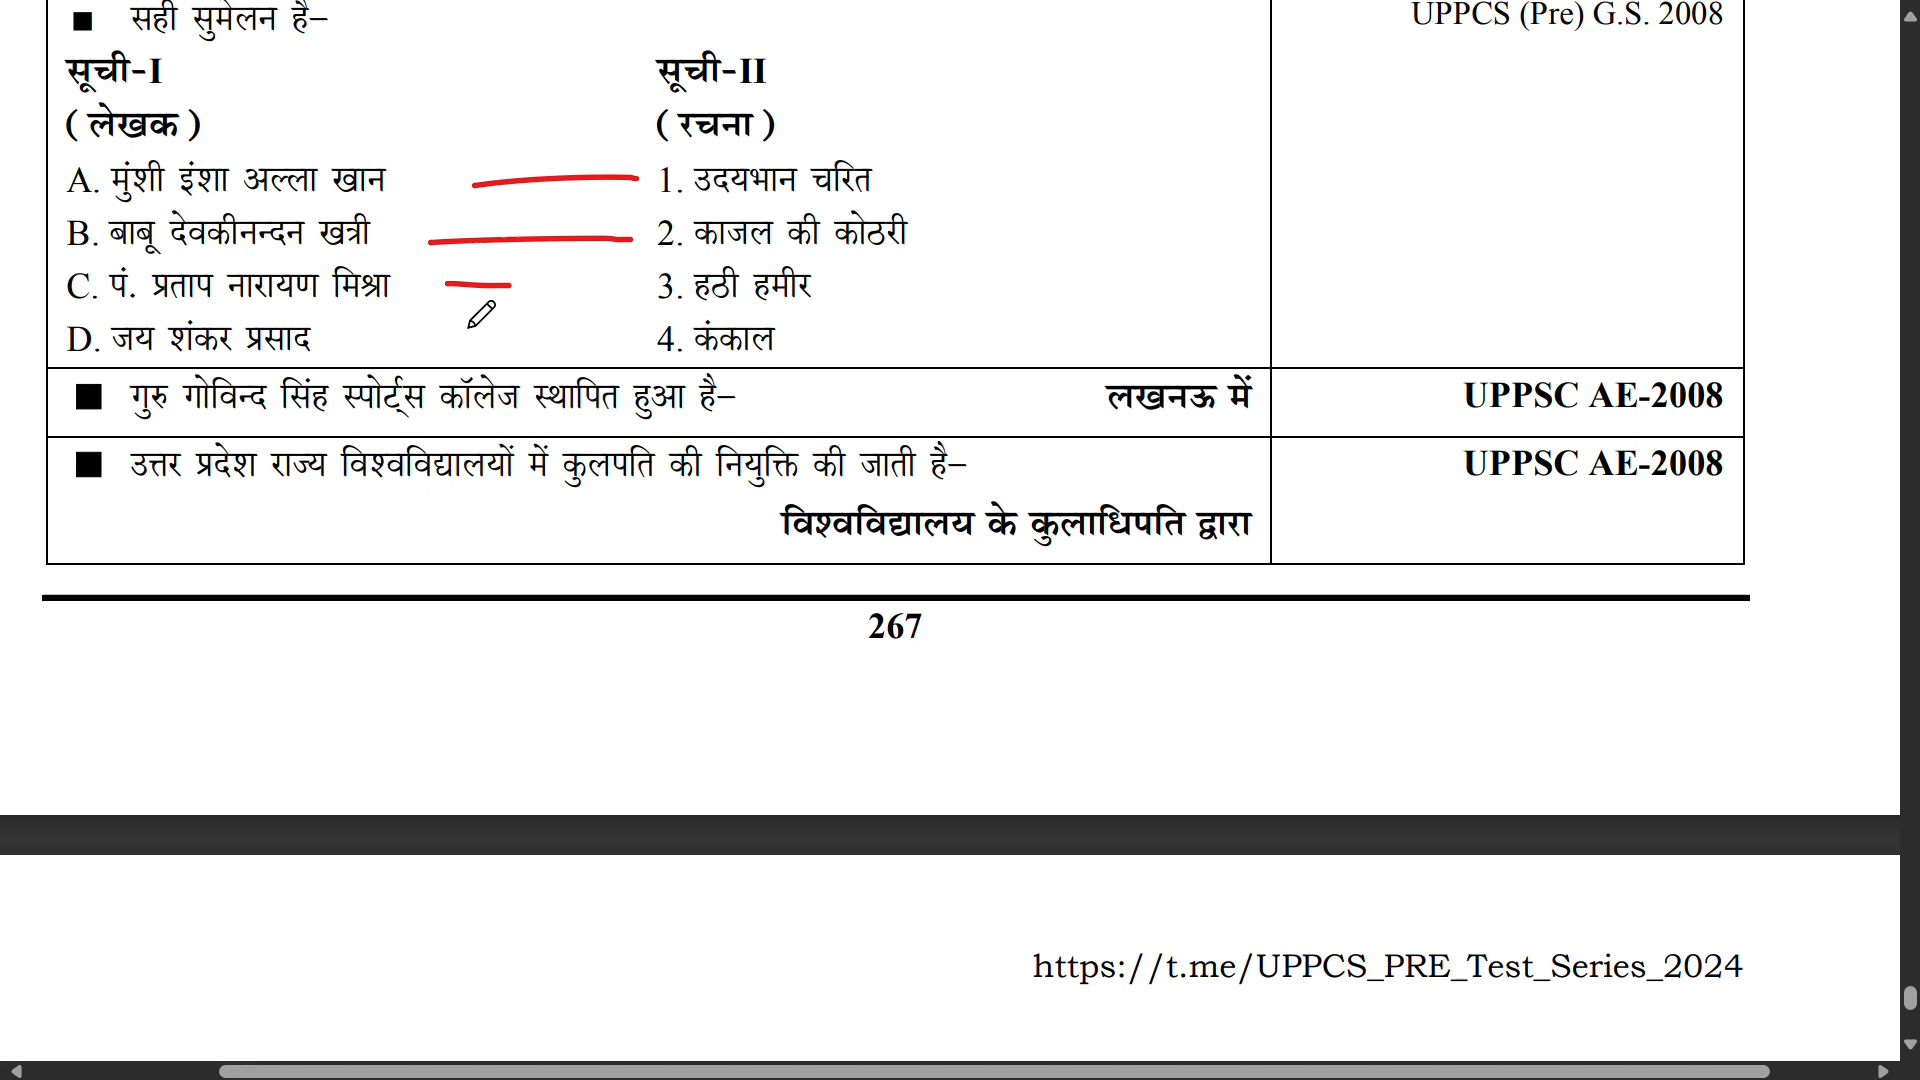 ■ सही सुमेलन है– UPPCS (Pre) G.S. 2008
सूची-I सूची-II
( लेखक ) ( रचना )
A. मुंशी इंशा अल्ला खान 1. उदयभान चरित
B. बाबू देवकीनन्दन खत्री 2. काजल की कोठरी
C. पं. प्रताप नारायण मिश्रा 3. हठी हमीर
D. जय शंकर प्रसाद 4. कंकाल
■ गुरु गोविन्द सिंह स्पोर्ट्स कॉलेज स्थापित हुआ है– लखनऊ में UPPSC AE-2008
■ उत्तर प्रदेश राज्य विश्वविद्यालयों में कुलपति की नियुक्ति की जाती है– UPPSC AE-2008
विश्वविद्यालय के कुलाधिपति द्वारा
267
https://t.me/UPPCS_PRE_Test_Series_2024